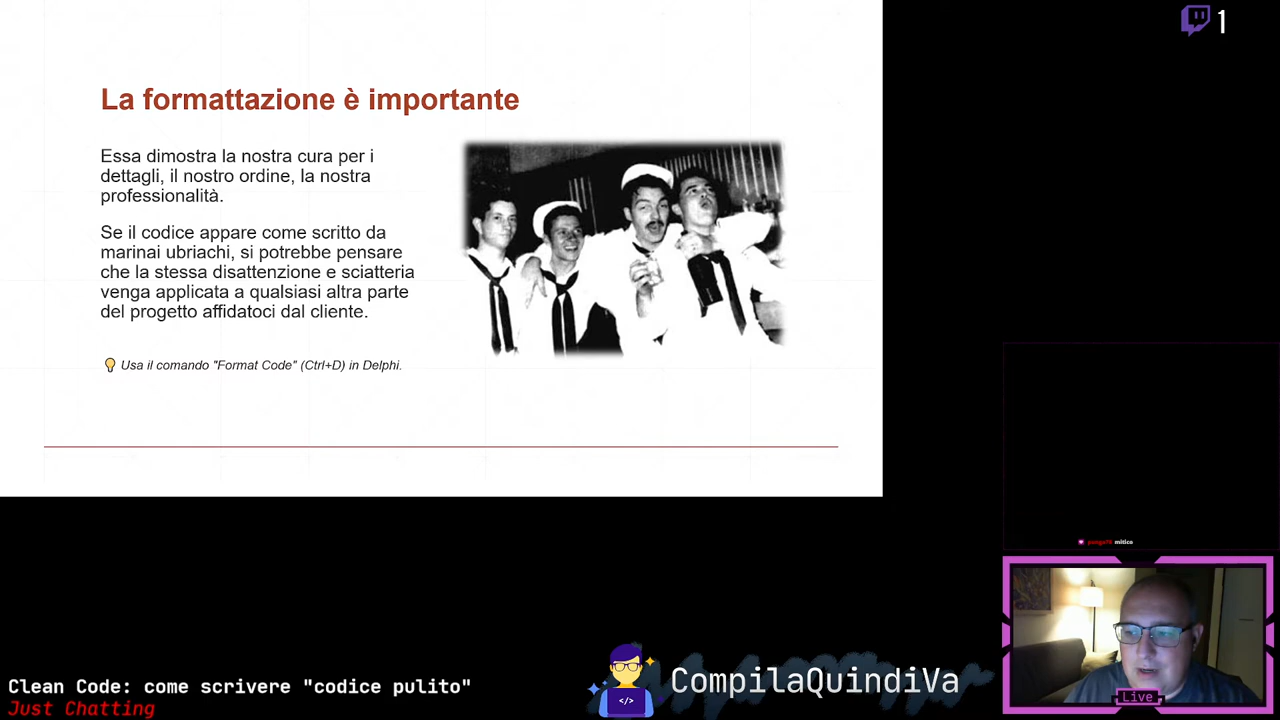 1
La formattazione è importante
Essa dimostra la nostra cura per i
dettagli, il nostro ordine, la nostra
professionalità.
Se il codice appare come scritto da
marinai ubriachi, si potrebbe pensare
che la stessa disattenzione e sciatteria
venga applicata a qualsiasi altra parte
del progetto affidatoci dal cliente.
Usa il comando "Format Code" (Ctrl+D) in Delphi.
mitico
Live
</>
CompilaQuindiVa
Clean Code: come scrivere "codice pulito"
Just Chatting